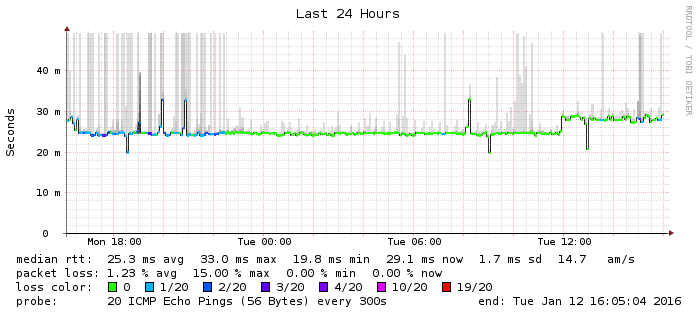 Last 24 Hours
RRDTOOL / TOBI OETIKER
Seconds
40 m
30 m
20 m
10 m
0
Mon 18:00 Tue 00:00 Tue 06:00 Tue 12:00
median rtt: 25.3 ms avg 33.0 ms max 19.8 ms min 29.1 ms now 1.7 ms sd 14.7 am/s
packet loss: 1.23 % avg 15.00 % max 0.00 % min 0.00 % now
loss color: 0 1/20 2/20 3/20 4/20 10/20 19/20
probe: 20 ICMP Echo Pings (56 Bytes) every 300s end: Tue Jan 12 16:05:04 2016